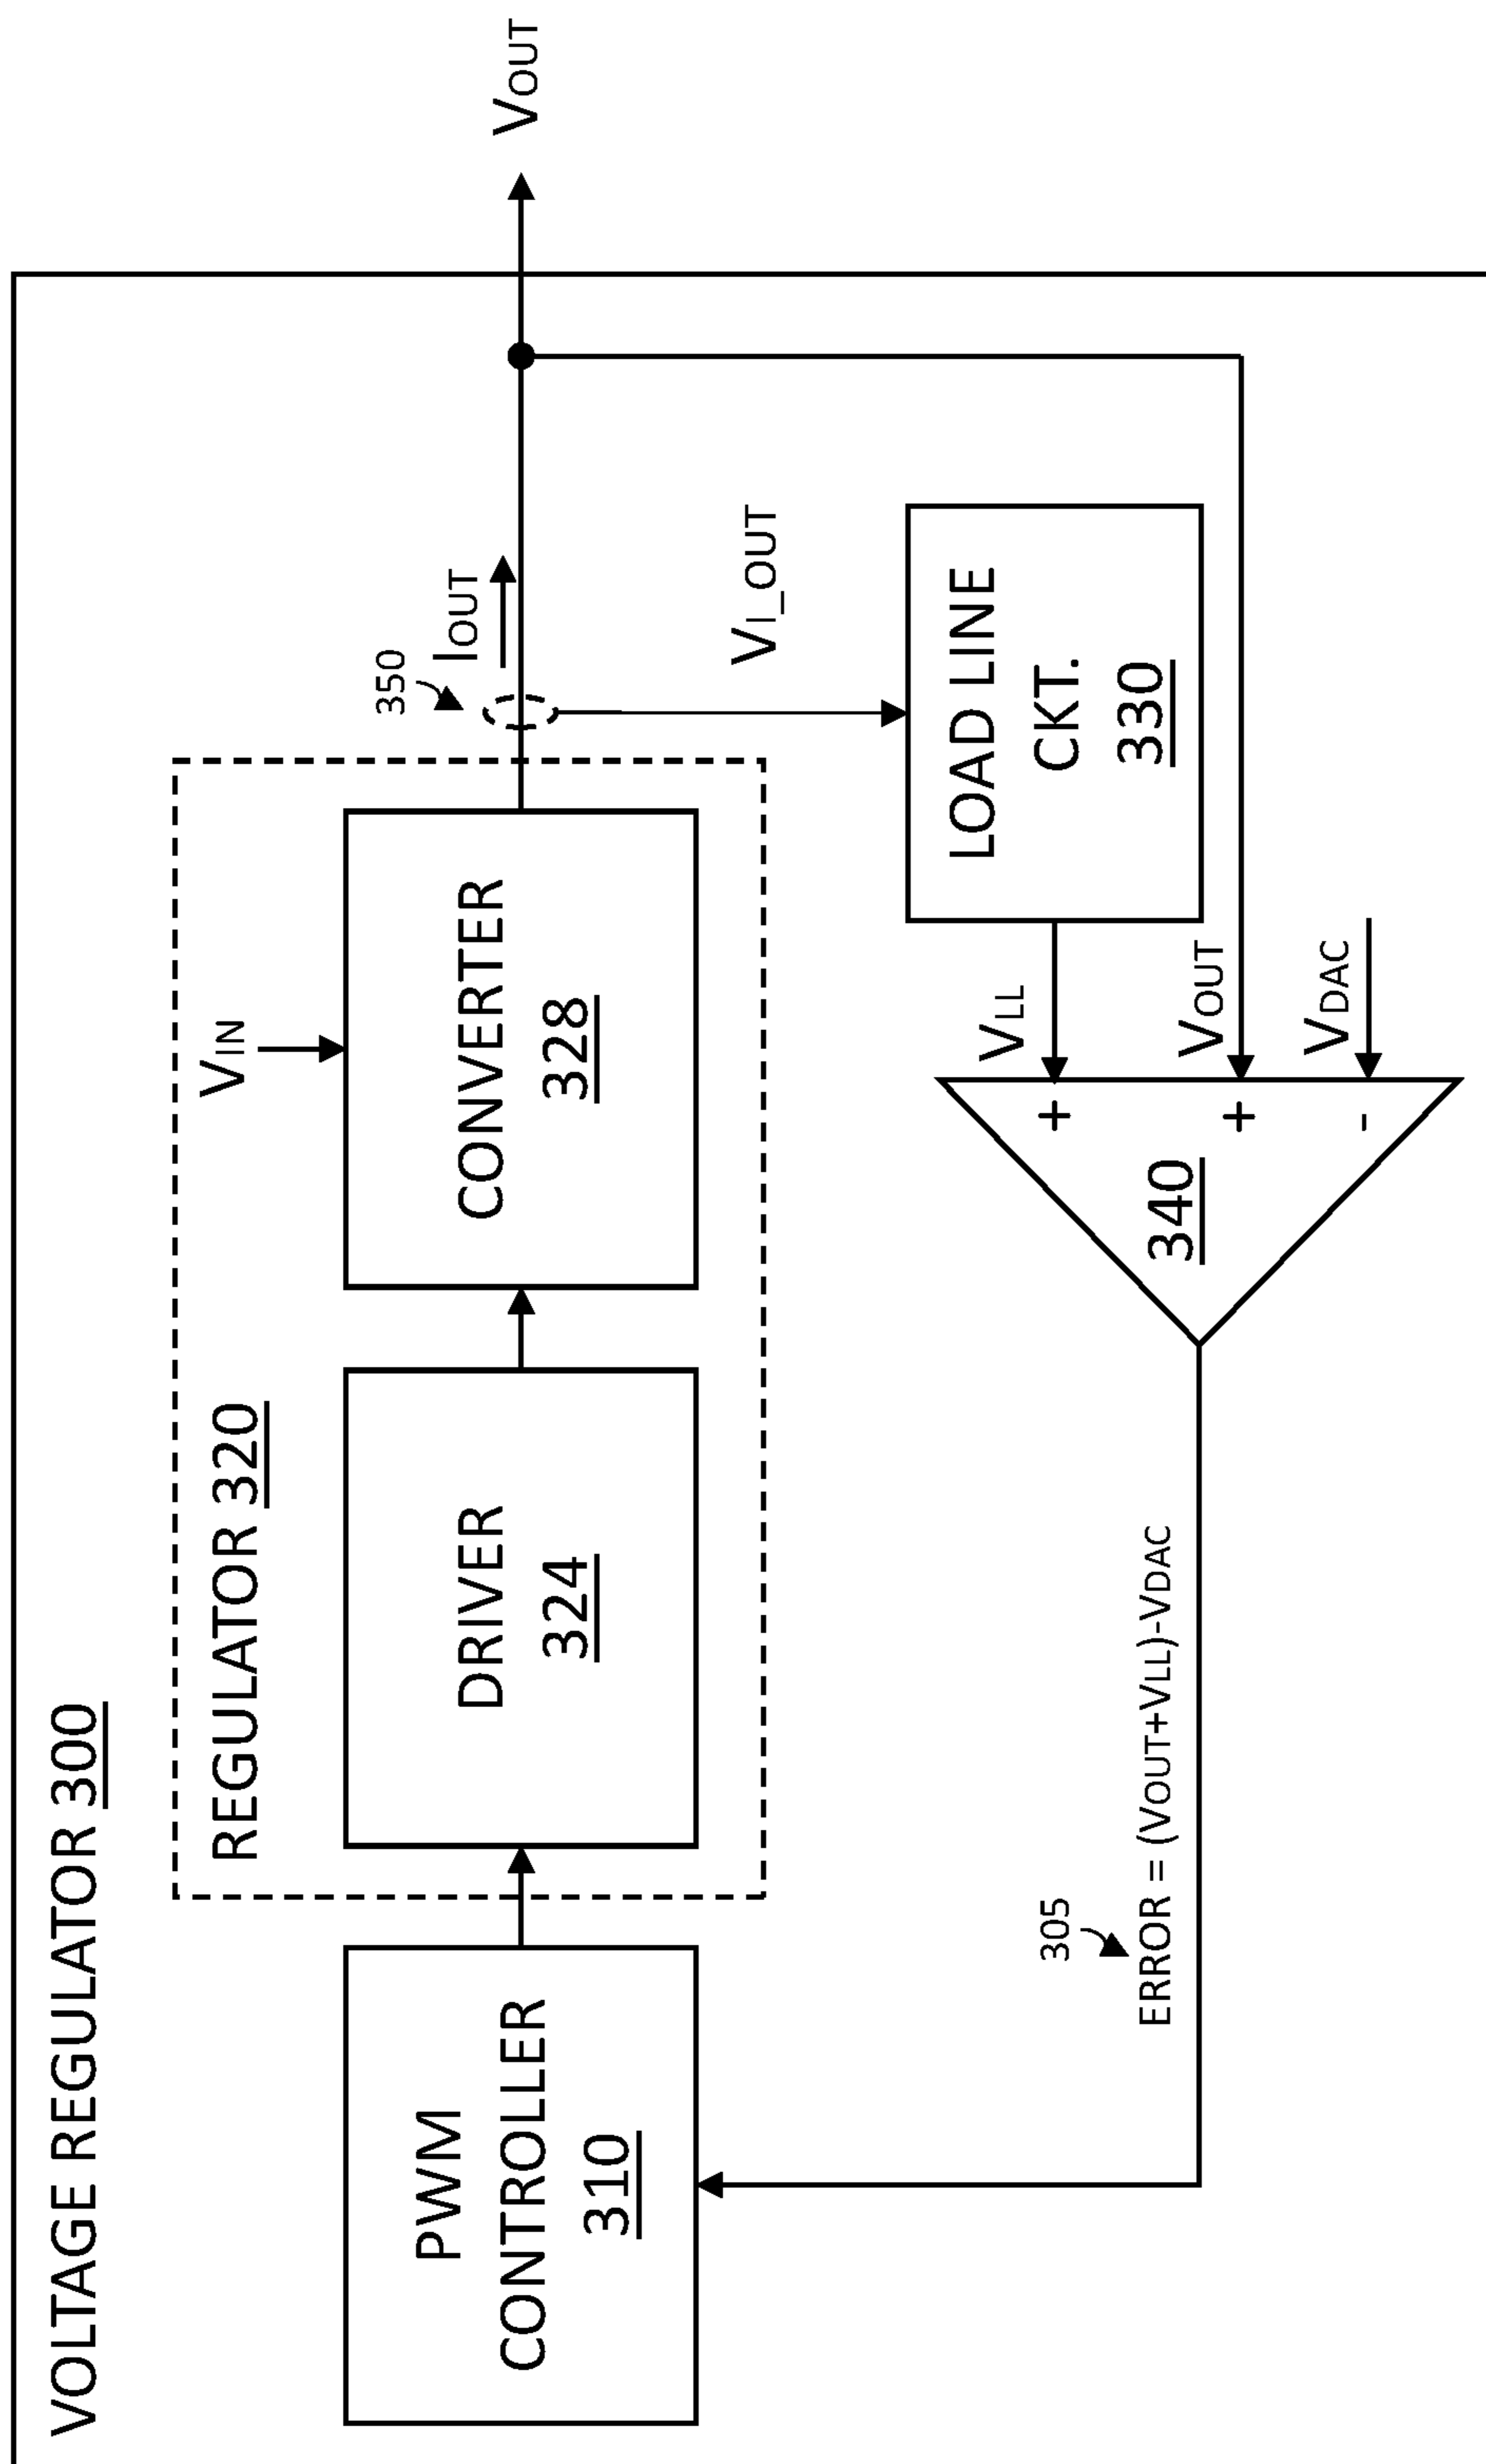 VOLTAGE REGULATOR 300
REGULATOR 320
VIN
PWM
CONTROLLER
310
DRIVER
324
CONVERTER
328
350
IOUT
VOUT
VI_OUT
LOAD LINE
CKT.
330
VLL
VOUT
VDAC
+
+
-
340
305
ERROR = (VOUT+VLL)-VDAC